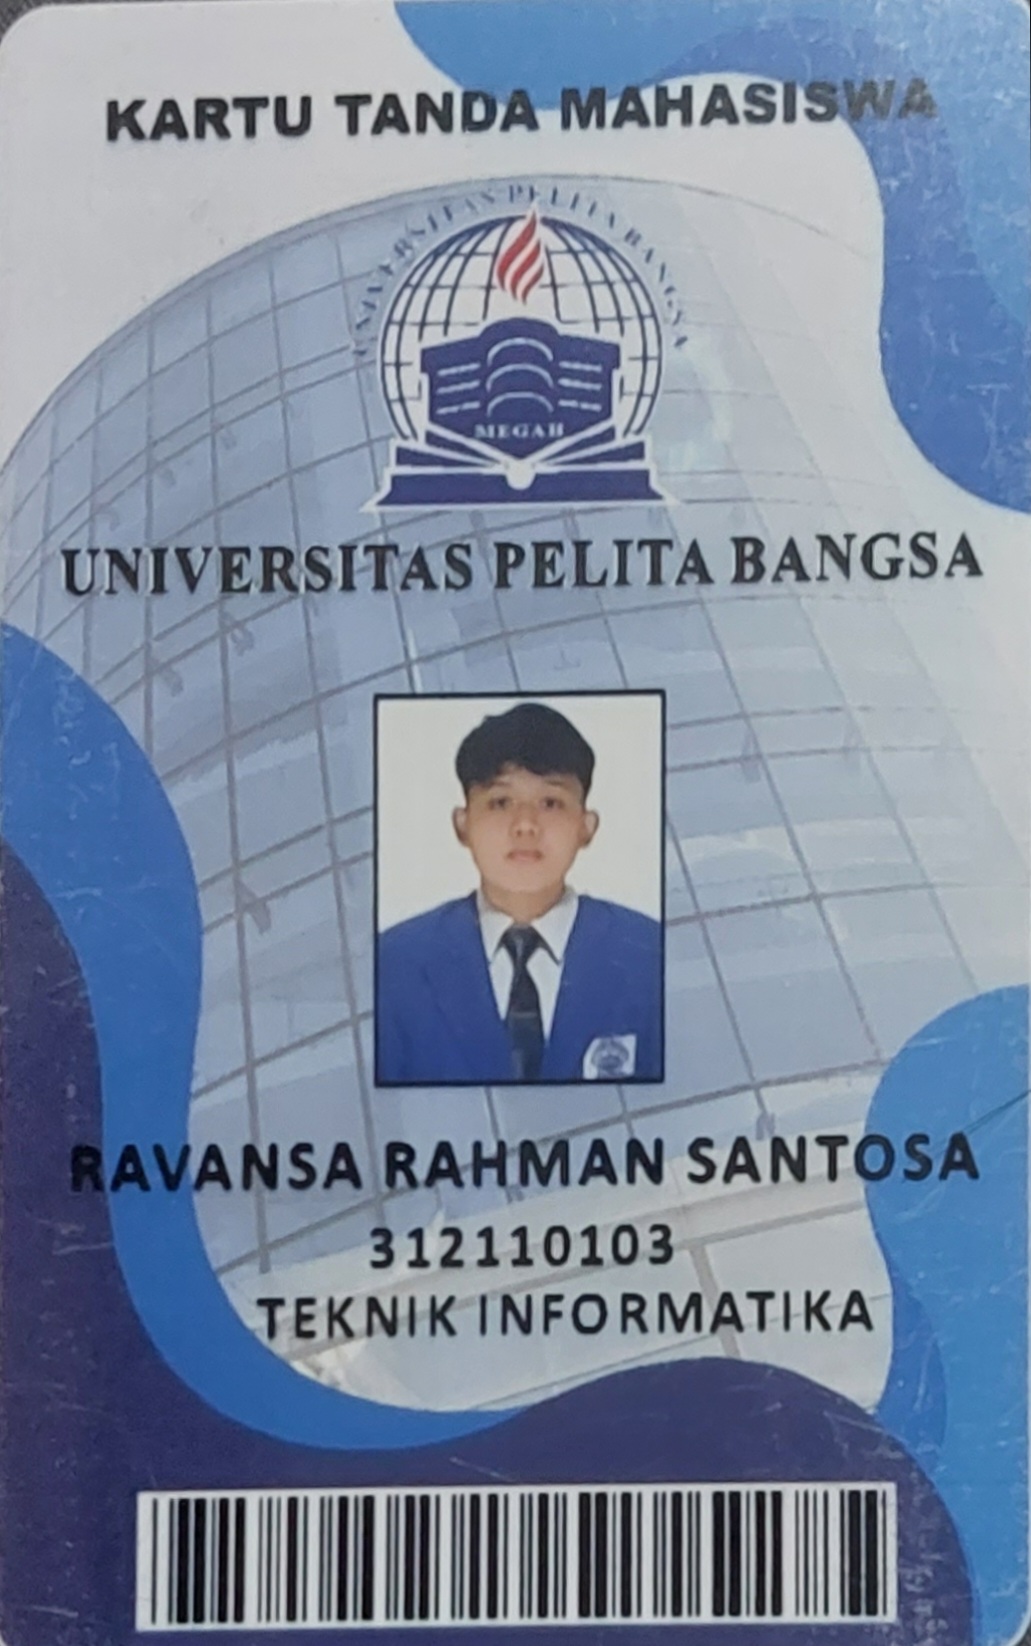 KARTU TANDA MAHASISWA
UNIVERSITAS PELITA BANGSA
MEGAH
UNIVERSITAS PELITA BANGSA
RAVANSA RAHMAN SANTOSA
312110103
TEKNIK INFORMATIKA